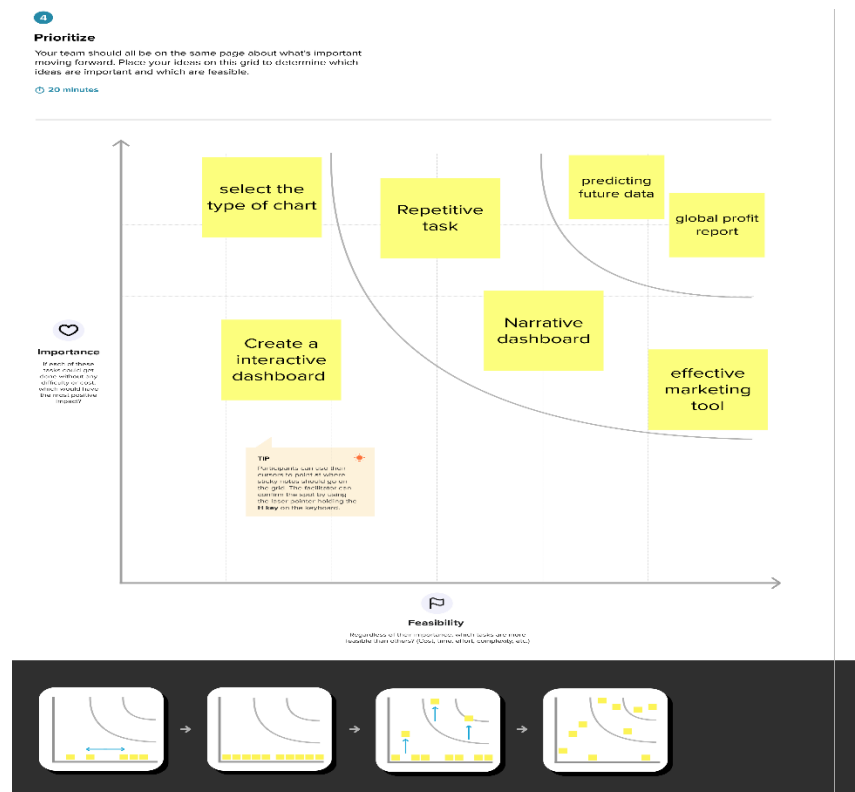 4
Prioritize
Your team should all be on the same page about what's important
moving forward. Place your ideas on this grid to determine which
ideas are important and which are feasible.
20 minutes
select the
type of chart
Repetitive
task
predicting
future data
global profit
report
Narrative
dashboard
Create a
interactive
dashboard
effective
marketing
tool
Importance
If each of these
tasks could get
done without any
difficulty or cost,
which would have
the most positive
impact?
TIP
Participants can use their
cursors to point at where
sticky notes should go on
the grid. The facilitator can
confirm the spot by using
the laser pointer holding the
H key on the keyboard.
Feasibility
Regardless of their importance, which tasks are more
feasible than others? (Cost, time, effort, complexity, etc.)